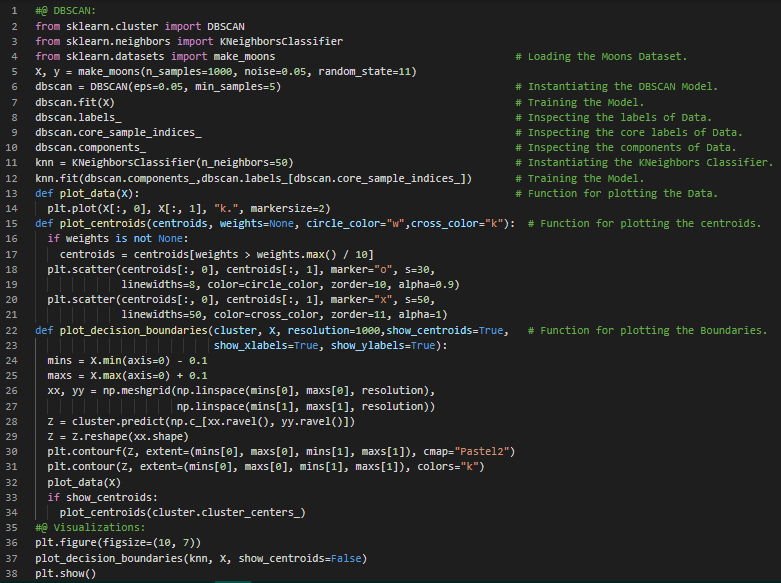 1 #@ DBSCAN:
2 from sklearn.cluster import DBSCAN
3 from sklearn.neighbors import KNeighborsClassifier
4 from sklearn.datasets import make_moons # Loading the Moons Dataset.
5 X, y = make_moons(n_samples=1000, noise=0.05, random_state=11)
6 dbscan = DBSCAN(eps=0.05, min_samples=5) # Instantiating the DBSCAN Model.
7 dbscan.fit(X) # Training the Model.
8 dbscan.labels_ # Inspecting the labels of Data.
9 dbscan.core_sample_indices_ # Inspecting the core labels of Data.
10 dbscan.components_ # Inspecting the components of Data.
11 knn = KNeighborsClassifier(n_neighbors=50) # Instantiating the KNeighbors Classifier.
12 knn.fit(dbscan.components_,dbscan.labels_[dbscan.core_sample_indices_]) # Training the Model.
13 def plot_data(X): # Function for plotting the Data.
14 plt.plot(X[:, 0], X[:, 1], "k.", markersize=2)
15 def plot_centroids(centroids, weights=None, circle_color="w",cross_color="k"): # Function for plotting the centroids.
16 if weights is not None:
17 centroids = centroids[weights > weights.max() / 10]
18 plt.scatter(centroids[:, 0], centroids[:, 1], marker="o", s=30,
19 linewidths=8, color=circle_color, zorder=10, alpha=0.9)
20 plt.scatter(centroids[:, 0], centroids[:, 1], marker="x", s=50,
21 linewidths=50, color=cross_color, zorder=11, alpha=1)
22 def plot_decision_boundaries(cluster, X, resolution=1000,show_centroids=True, # Function for plotting the Boundaries.
23 show_xlabels=True, show_ylabels=True):
24 mins = X.min(axis=0) - 0.1
25 maxs = X.max(axis=0) + 0.1
26 xx, yy = np.meshgrid(np.linspace(mins[0], maxs[0], resolution),
27 np.linspace(mins[1], maxs[1], resolution))
28 Z = cluster.predict(np.c_[xx.ravel(), yy.ravel()])
29 Z = Z.reshape(xx.shape)
30 plt.contourf(Z, extent=(mins[0], maxs[0], mins[1], maxs[1]), cmap="Pastel2")
31 plt.contour(Z, extent=(mins[0], maxs[0], mins[1], maxs[1]), colors="k")
32 plot_data(X)
33 if show_centroids:
34 plot_centroids(cluster.cluster_centers_)
35 #@ Visualizations:
36 plt.figure(figsize=(10, 7))
37 plot_decision_boundaries(knn, X, show_centroids=False)
38 plt.show()